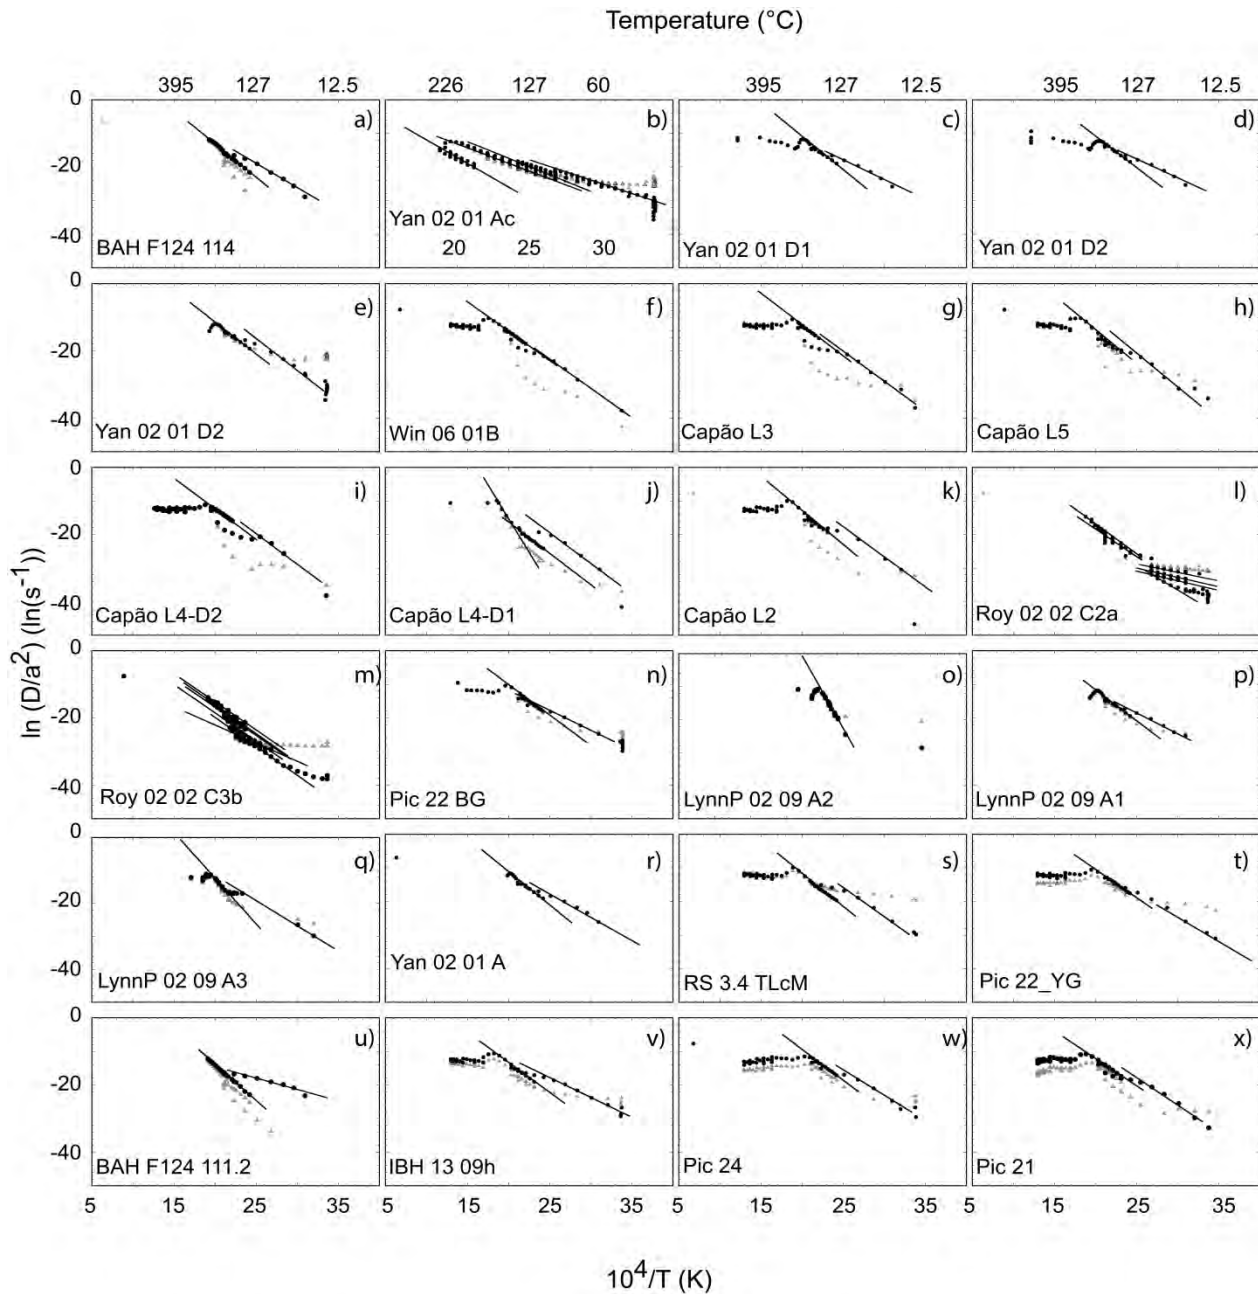 Temperature (°C)
395 127 12.5 226 127 60 395 127 12.5 395 127 12.5
0 a) b) c) d)
-20
Yan 02 01 Ac
BAH F124 114 20 25 30 Yan 02 01 D1 Yan 02 01 D2
-40
0 e) f) g) h)
-20
Yan 02 01 D2 Win 06 01B Capão L3 Capão L5
-40
0 i) j) k) l)
-20
Capão L4-D2 Capão L4-D1 Capão L2 Roy 02 02 C2a
-40
ln (D/a²) (ln(s⁻¹))
0 m) n) o) p)
-20
Roy 02 02 C3b Pic 22 BG LynnP 02 09 A2 LynnP 02 09 A1
-40
0 q) r) s) t)
-20
LynnP 02 09 A3 Yan 02 01 A RS 3.4 TLcM Pic 22_YG
-40
0 u) v) w) x)
-20
BAH F124 111.2 IBH 13 09h Pic 24 Pic 21
-40
5 15 25 35 5 15 25 35 5 15 25 35 5 15 25 35
10⁴/T (K)